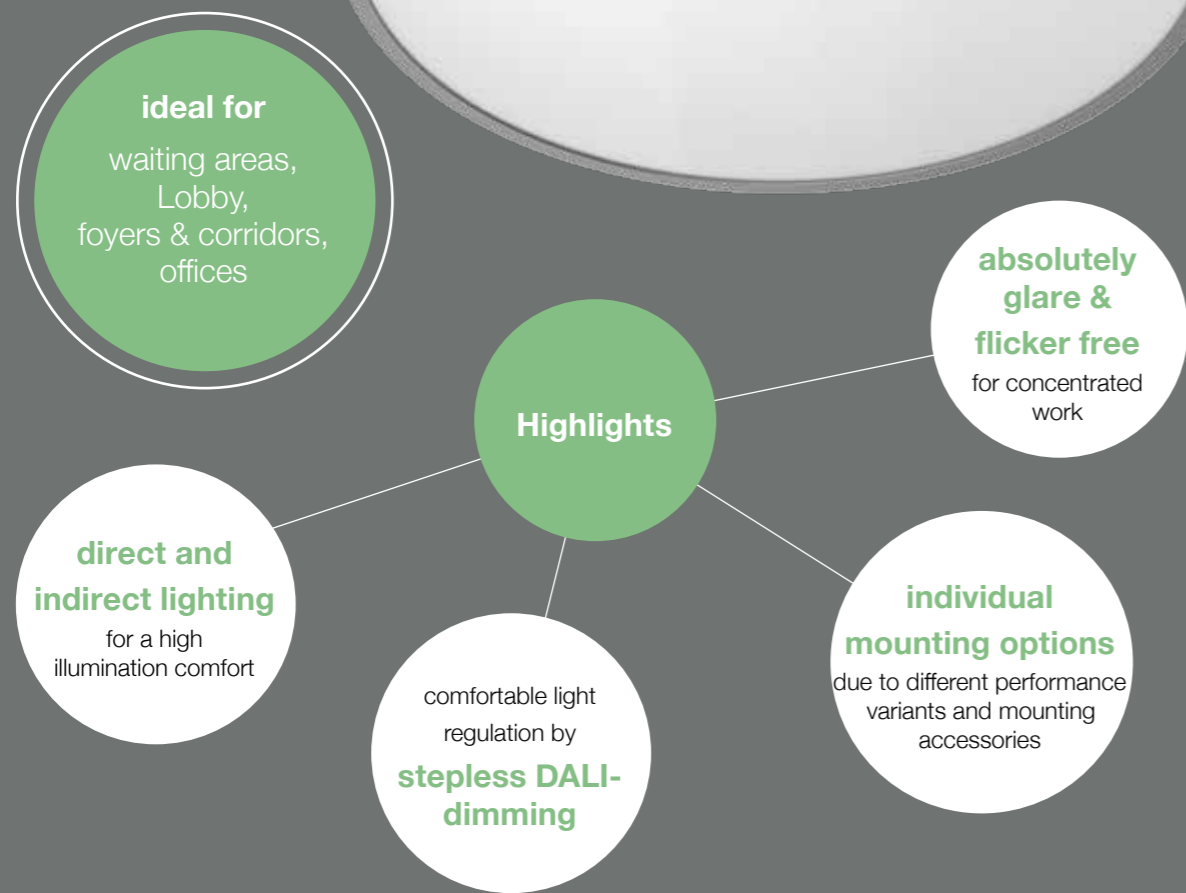 ideal for
waiting areas,
Lobby,
foyers & corridors,
offices
absolutely
glare &
flicker free
for concentrated
work
Highlights
direct and
indirect lighting
for a high
illumination comfort
individual
mounting options
due to different performance
variants and mounting
accessories
comfortable light
regulation by
stepless DALI-
dimming